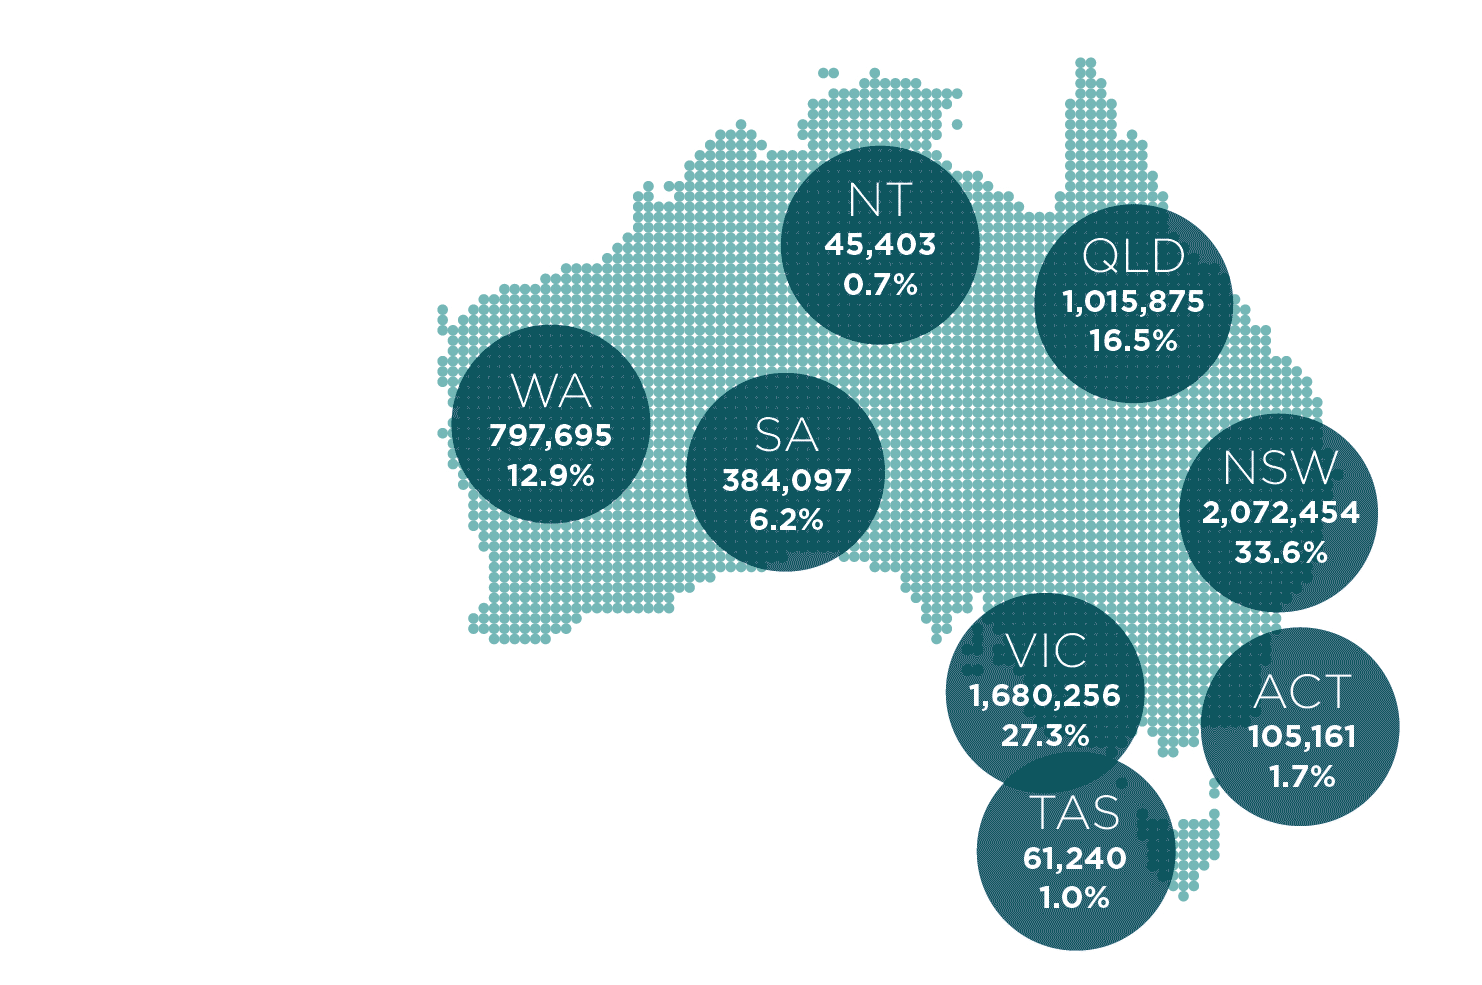 NT
45,403
0.7%
QLD
1,015,875
16.5%
WA
797,695
12.9%
SA
384,097
6.2%
NSW
2,072,454
33.6%
VIC
1,680,256
27.3%
ACT
105,161
1.7%
TAS
61,240
1.0%